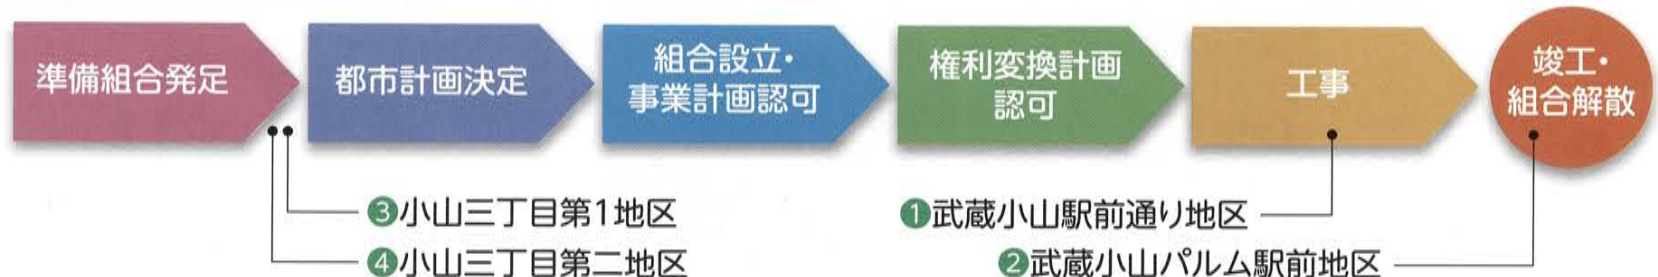 準備組合発足
都市計画決定
組合設立・
事業計画認可
権利変換計画
認可
工事
竣工・
組合解散
③小山三丁目第1地区
④小山三丁目第二地区
①武蔵小山駅前通り地区
②武蔵小山パルム駅前地区